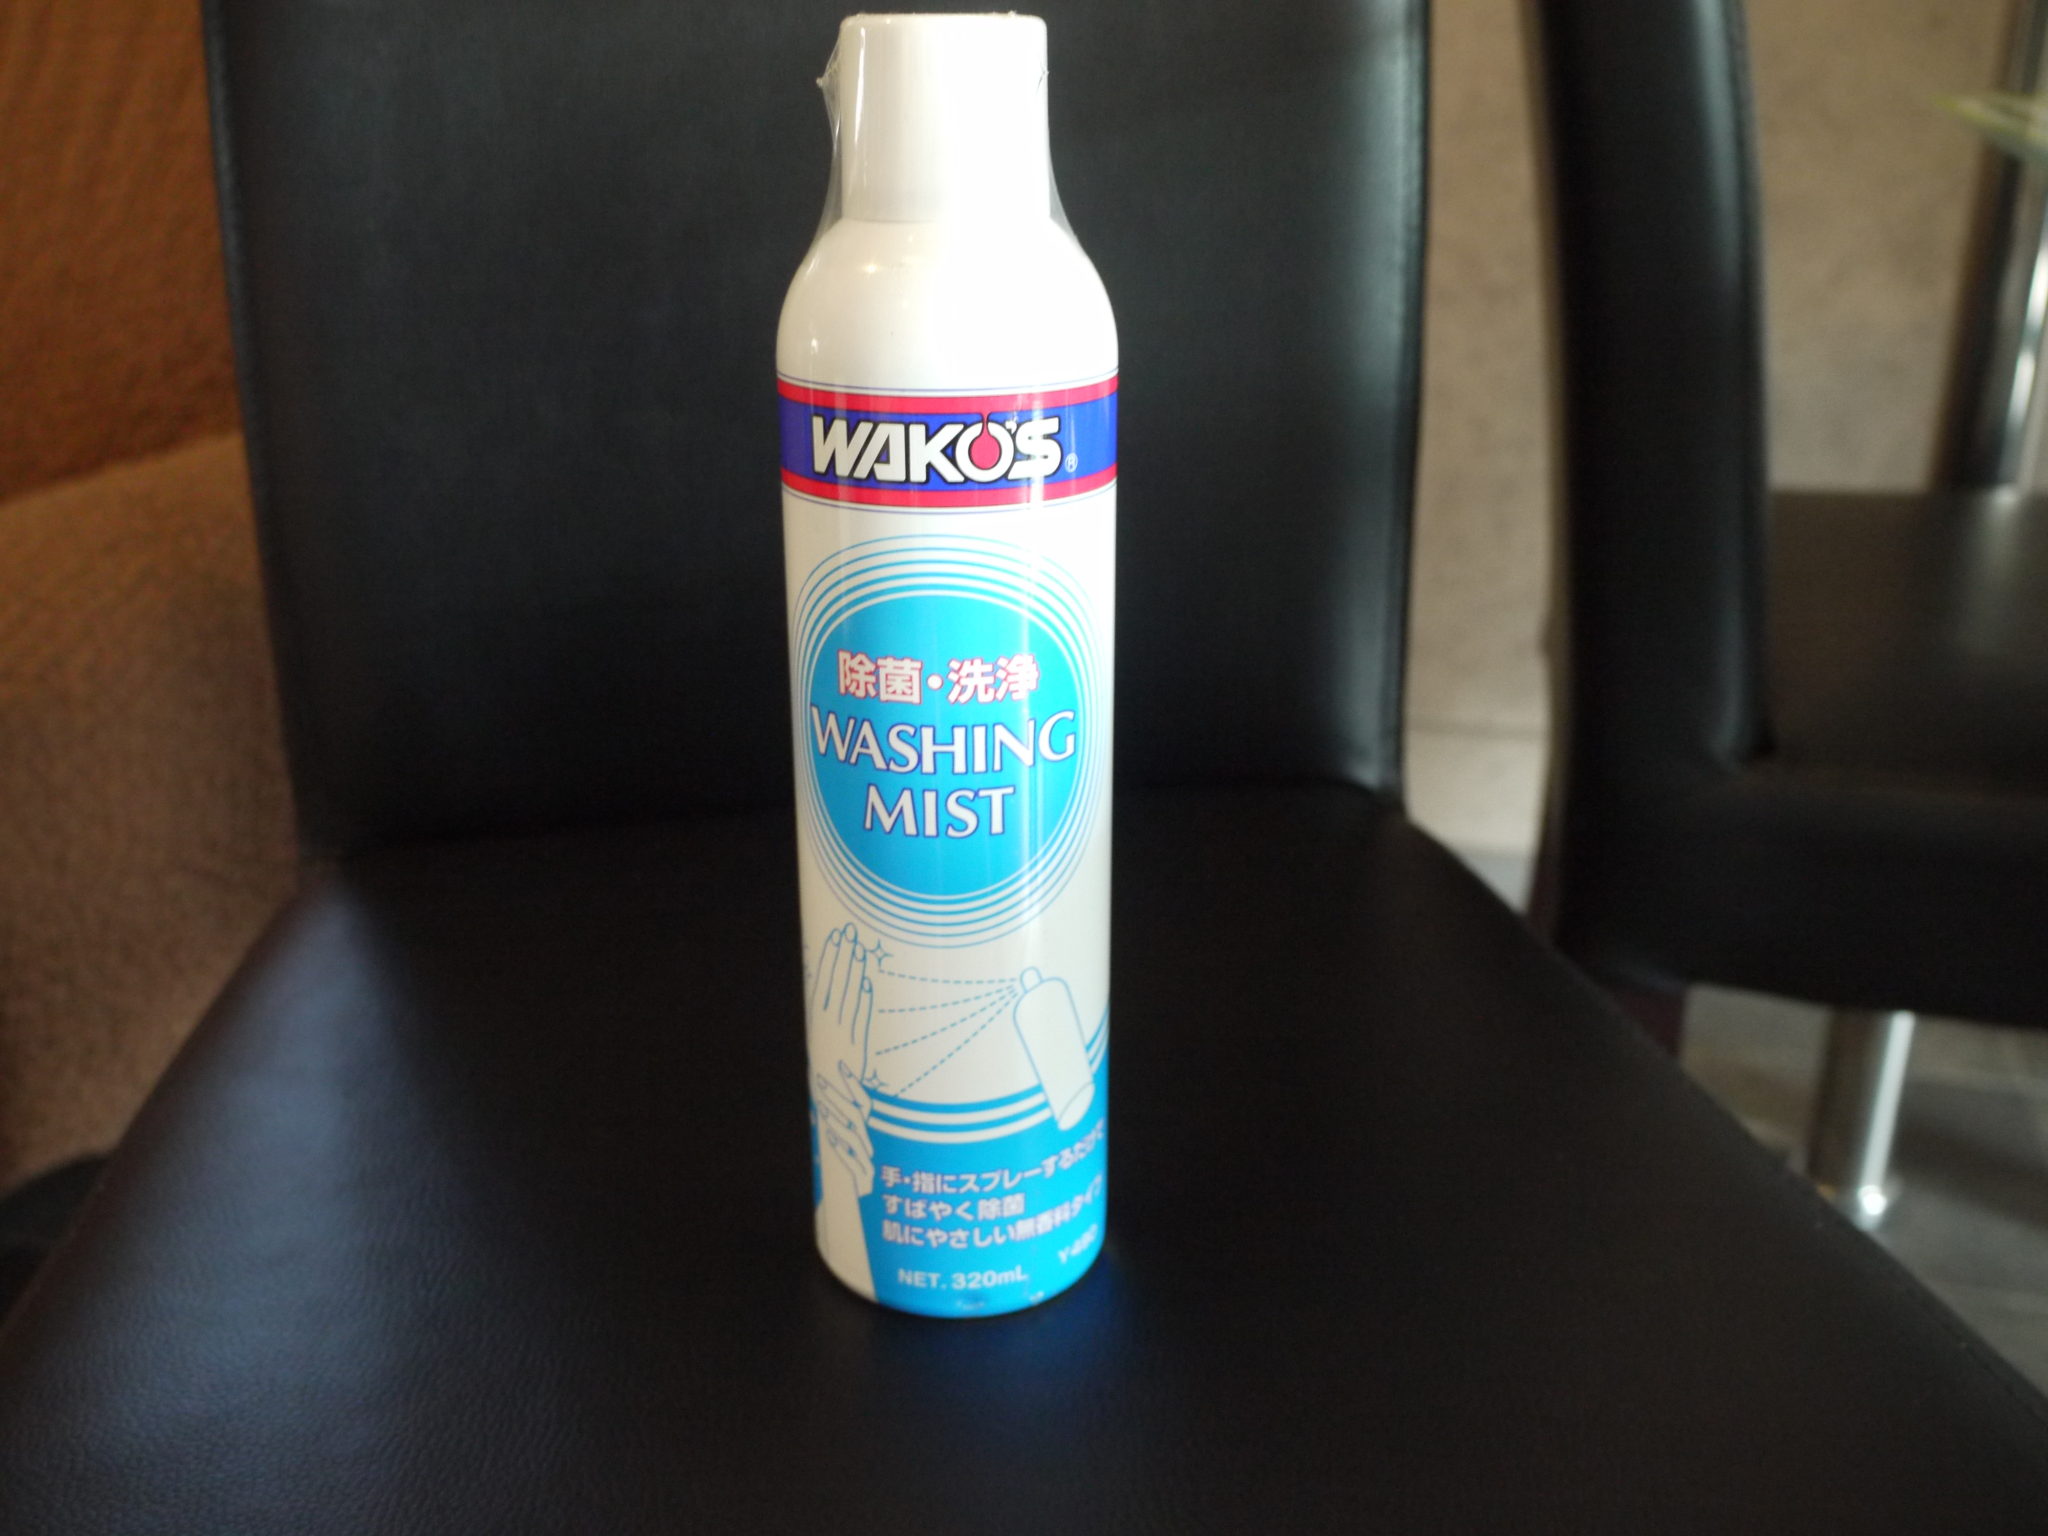 WAKO'S®
除菌・洗浄
WASHING
MIST
手・指にスプレーするだけで
すばやく除菌
肌にやさしい無香料タイプ
NET. 320mL